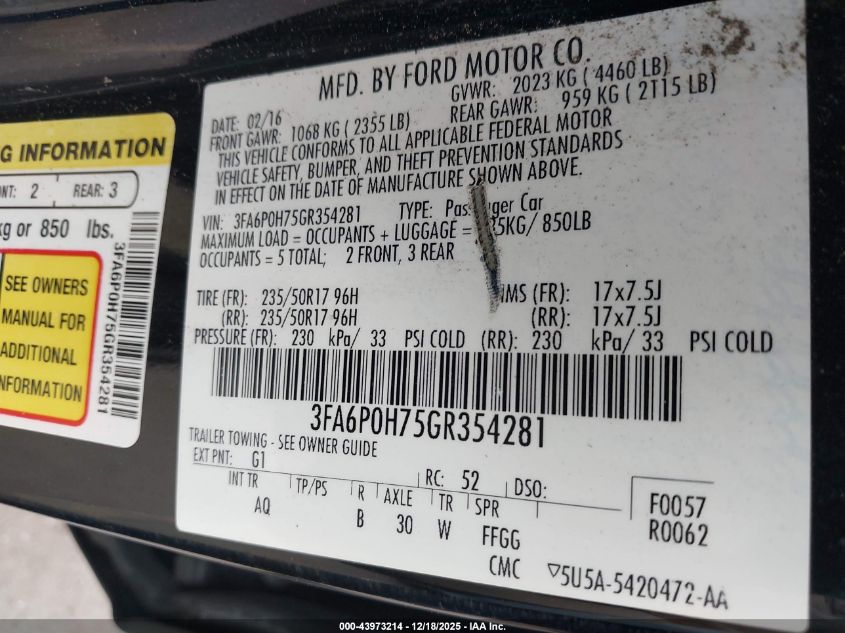 MFD. BY FORD MOTOR CO.
DATE: 02/16 GVWR: 2023 KG ( 4460 LB)
FRONT GAWR: 1068 KG ( 2355 LB) REAR GAWR: 959 KG ( 2115 LB)
THIS VEHICLE CONFORMS TO ALL APPLICABLE FEDERAL MOTOR
VEHICLE SAFETY, BUMPER, AND THEFT PREVENTION STANDARDS
IN EFFECT ON THE DATE OF MANUFACTURE SHOWN ABOVE.
VIN: 3FA6P0H75GR354281 TYPE: Car
MAXIMUM LOAD = OCCUPANTS + LUGGAGE = 850LB
OCCUPANTS = 5 TOTAL; 2 FRONT, 3 REAR
TIRE (FR): 235/50R17 96H (FR): 17x7.5J
(RR): 235/50R17 96H (RR): 17x7.5J
PRESSURE (FR): 230 kPa/ 33 PSI COLD (RR): 230 kPa/ 33 PSI COLD
3FA6P0H75GR354281
TRAILER TOWING - SEE OWNER GUIDE
EXT PNT: G1 RC: 52 DSO:
INT TR TP/PS R AXLE TR SPR F0057
AQ B 30 W FFGG R0062
CMC 5U5A-5420472-AA
INFORMATION
2 REAR: 3
kg or 850 lbs.
SEE OWNERS
MANUAL FOR
ADDITIONAL
INFORMATION
3FA6P0H75GR354281
000-43973214 - 12/18/2025 - IAA Inc.